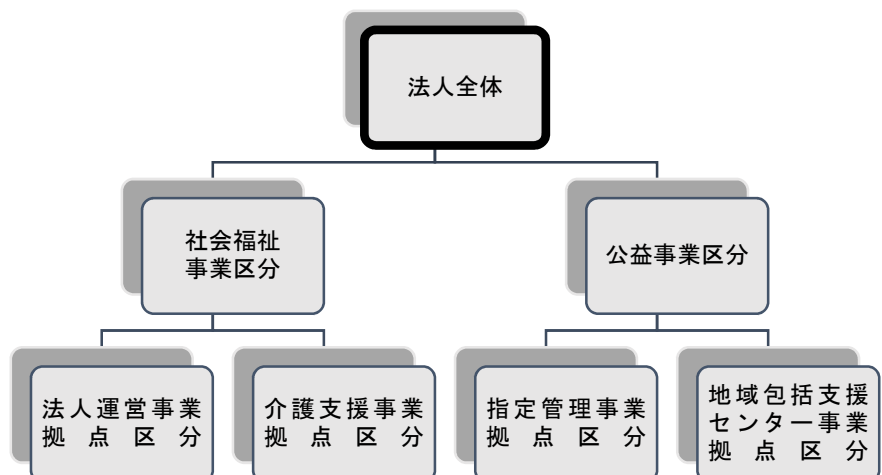 法人全体
社会福祉
事業区分
公益事業区分
法人運営事業
拠点区分
介護支援事業
拠点区分
指定管理事業
拠点区分
地域包括支援
センター事業
拠点区分